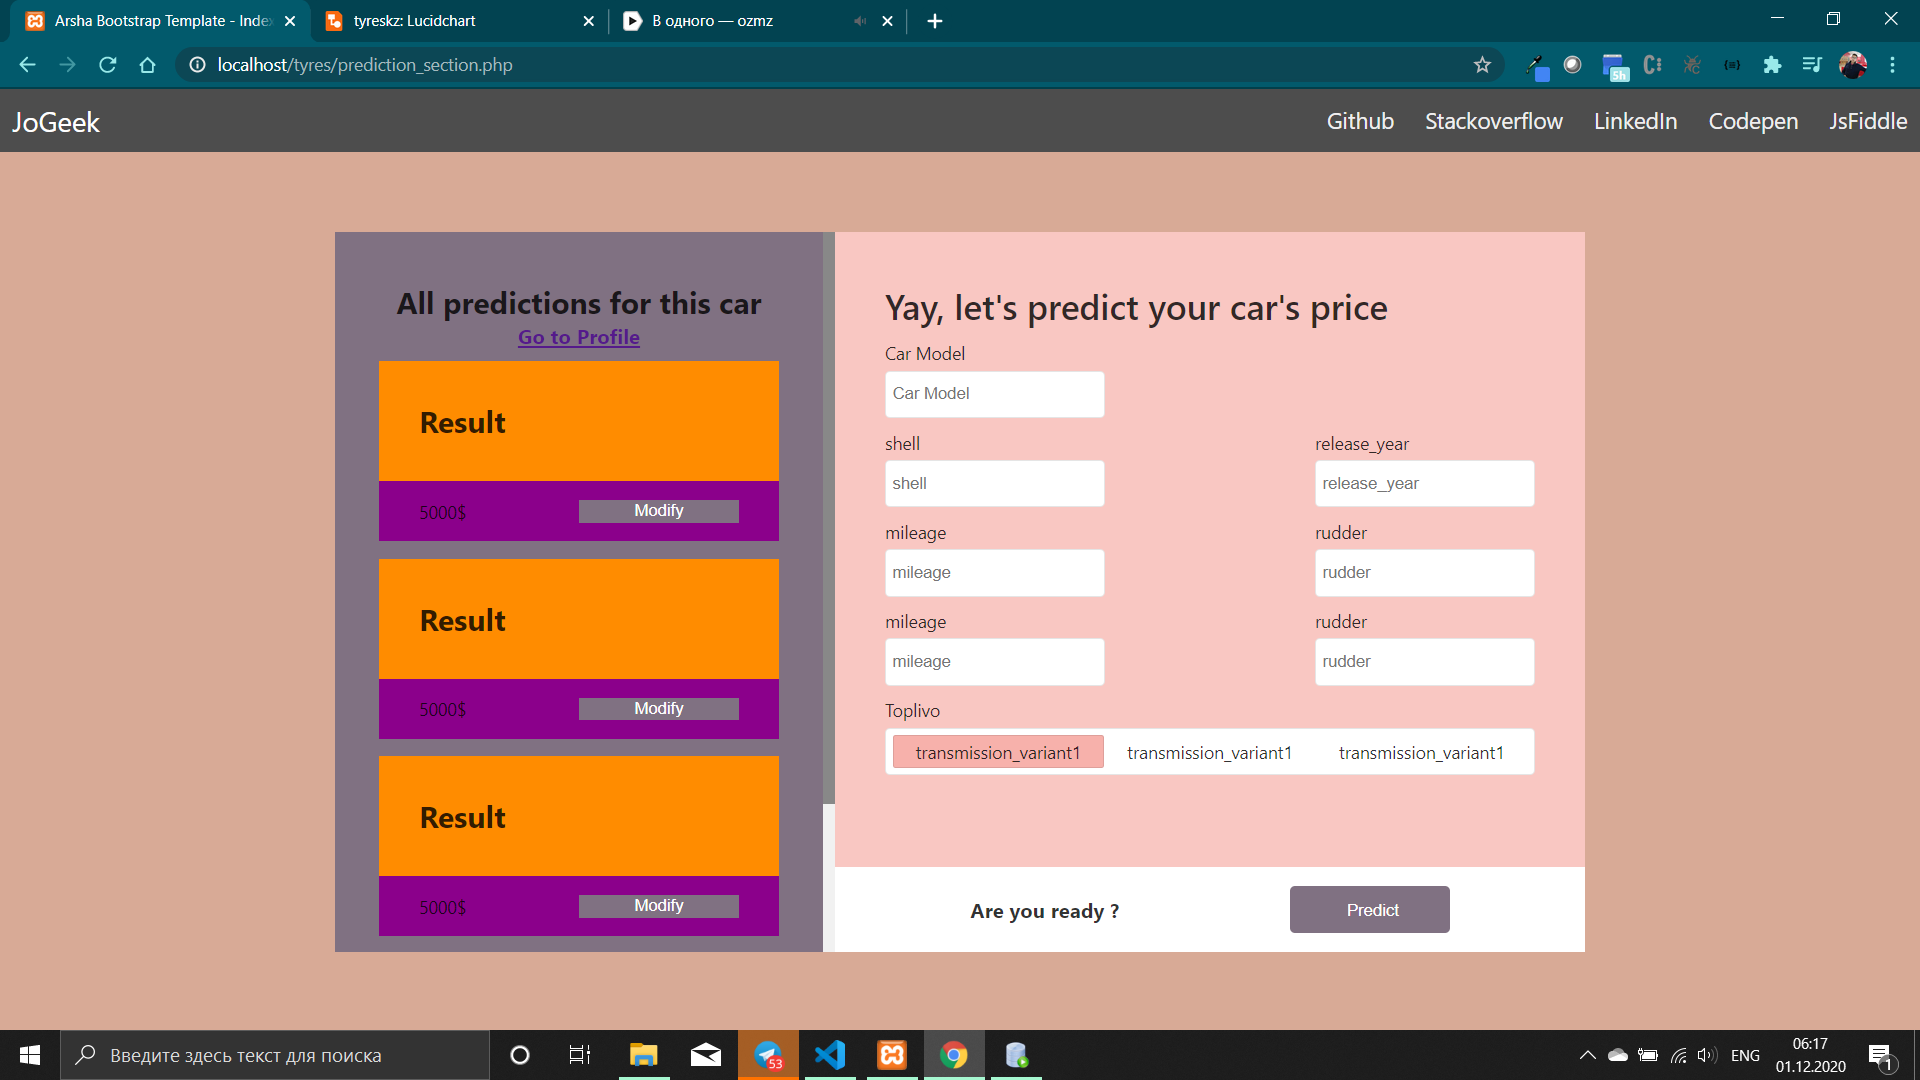 Arsha Bootstrap Template - Inde
tyreskz: Lucidchart
В одного — ozmz
localhost/tyres/prediction_section.php
5h
JoGeek
Github
Stackoverflow
LinkedIn
Codepen
JsFiddle
All predictions for this car
Go to Profile
Result
5000$
Modify
Result
5000$
Modify
Result
5000$
Modify
Yay, let's predict your car's price
Car Model
Car Model
shell
release_year
shell
release_year
mileage
rudder
mileage
rudder
mileage
rudder
mileage
rudder
Toplivo
transmission_variant1
transmission_variant1
transmission_variant1
Are you ready ?
Predict
Введите здесь текст для поиска
53
ENG
06:17
01.12.2020
1